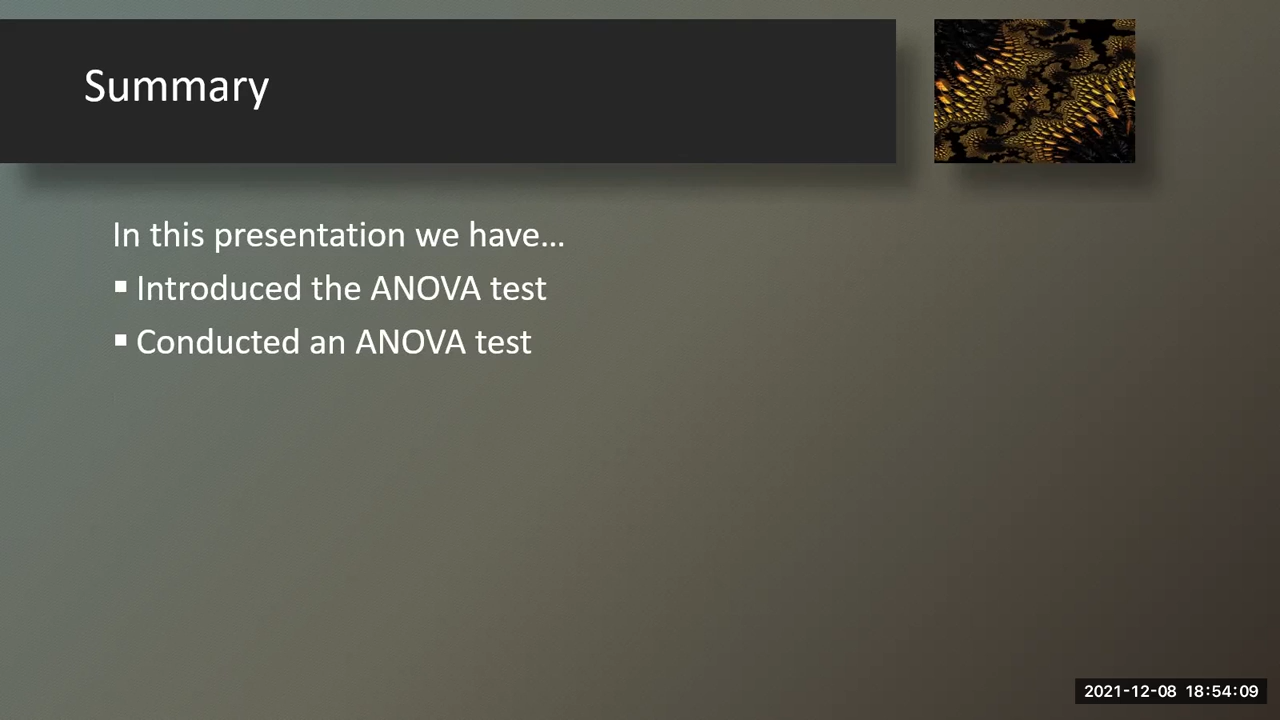 Summary
In this presentation we have...
▪ Introduced the ANOVA test
▪ Conducted an ANOVA test
2021-12-08 18:54:09